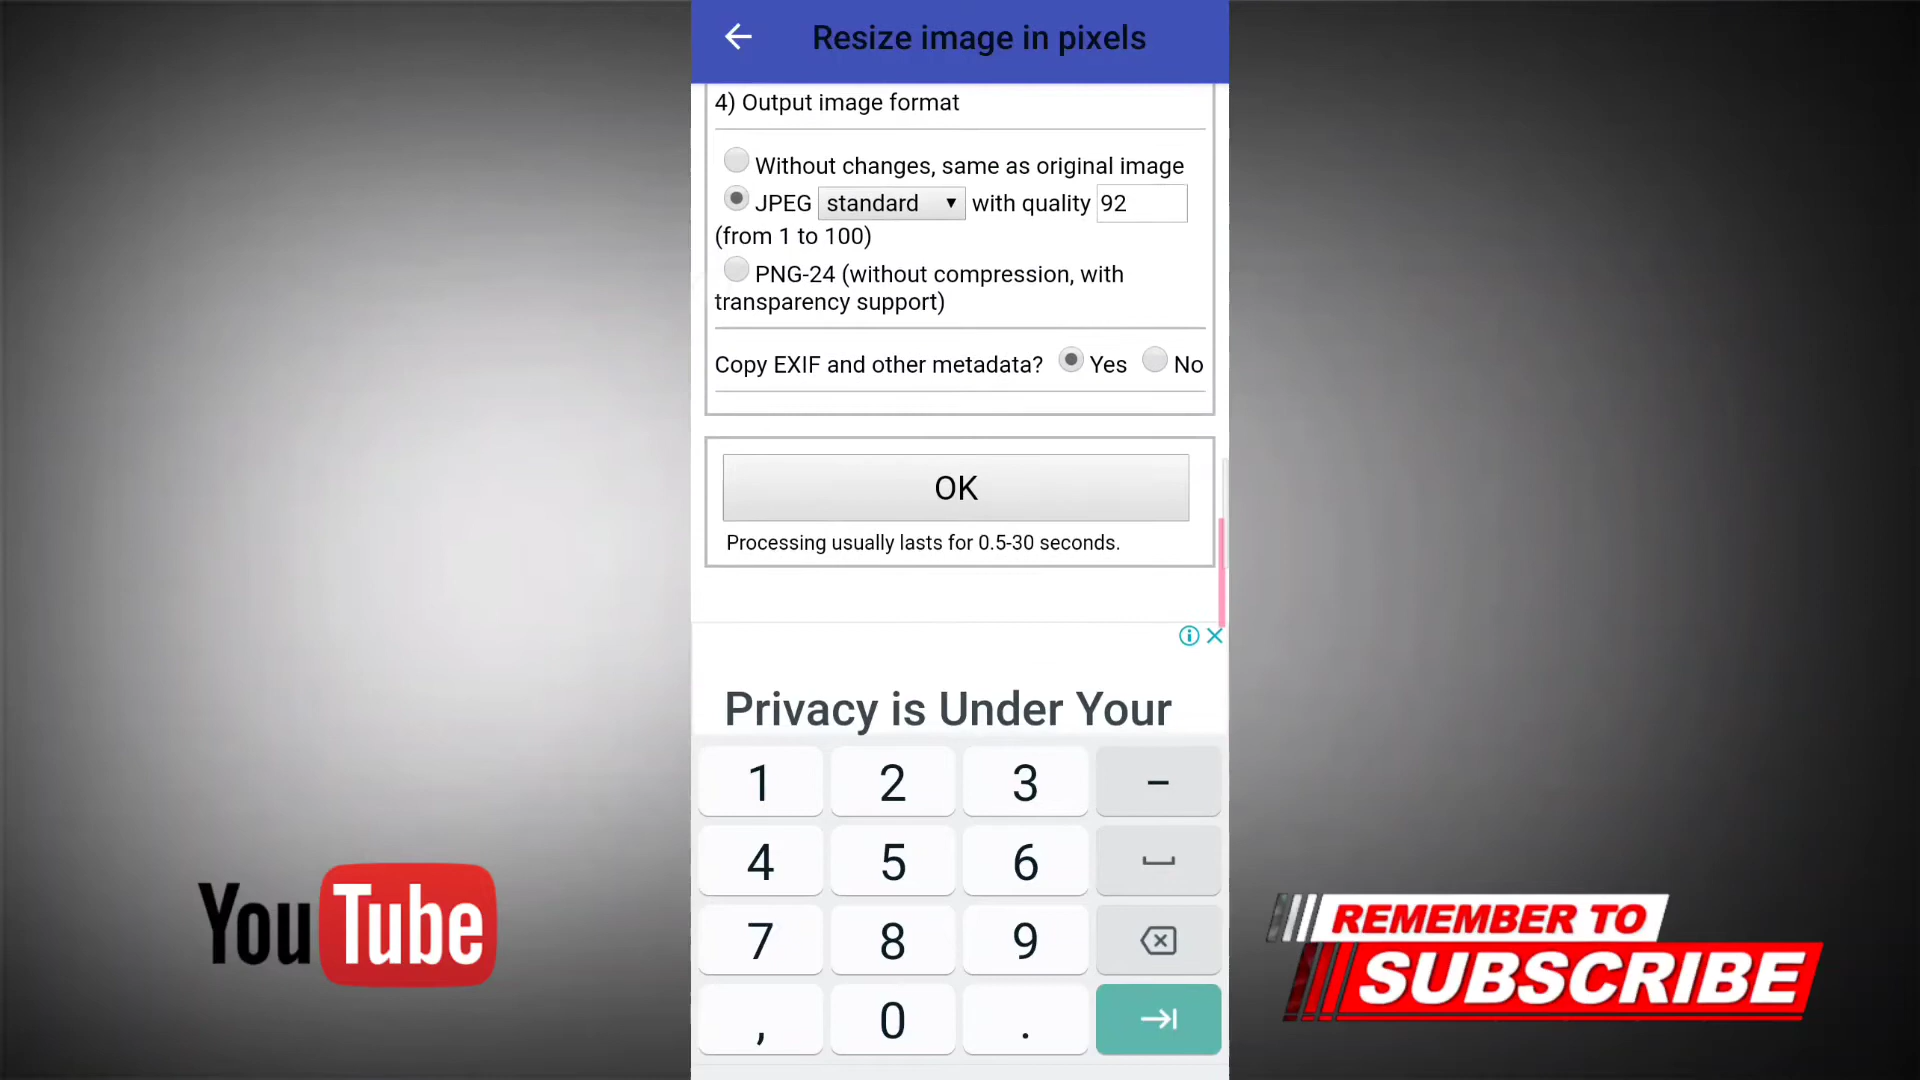 Resize image in pixels
4) Output image format
Without changes, same as original image
JPEG standard with quality 92
(from 1 to 100)
PNG-24 (without compression, with
transparency support)
Copy EXIF and other metadata? Yes No
OK
Processing usually lasts for 0.5-30 seconds.
Privacy is Under Your
1 2 3 –
4 5 6
7 8 9
, 0 .
YouTube
REMEMBER TO
SUBSCRIBE